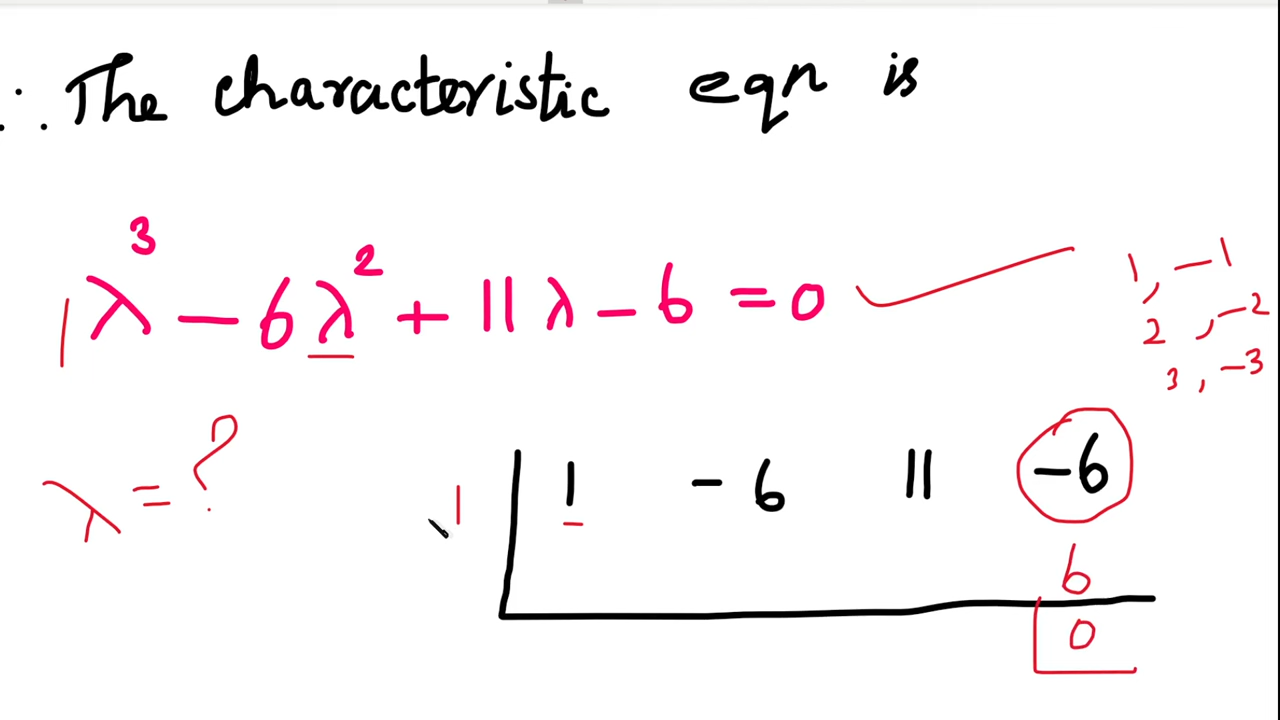 ∴ The characteristic eqn is
1λ³ - 6λ² + 11λ - 6 = 0
1, -1
2, -2
3, -3
λ = ?
1 | 1 - 6 11 -6
6
0